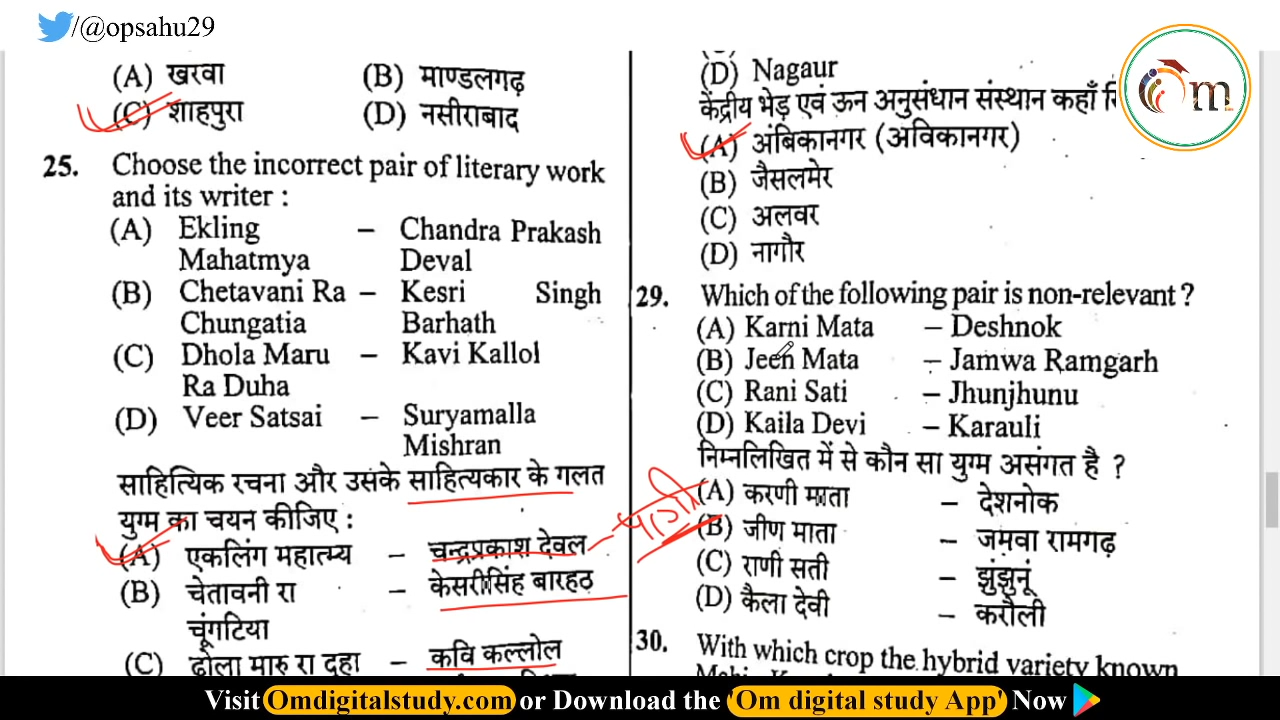 /@opsahu29
(A) खरवा (B) माण्डलगढ़
(C) शाहपुरा (D) नसीराबाद
25. Choose the incorrect pair of literary work
and its writer :
(A) Ekling – Chandra Prakash
Mahatmya Deval
(B) Chetavani Ra – Kesri Singh
Chungatia Barhath
(C) Dhola Maru – Kavi Kallol
Ra Duha
(D) Veer Satsai – Suryamalla
Mishran
साहित्यिक रचना और उसके साहित्यकार के गलत
युग्म का चयन कीजिए :
(A) एकलिंग महात्म्य – चन्द्रप्रकाश देवल
(B) चेतावनी रा – केसरीसिंह बारहठ
चूंगटिया
(C) ढोला मारु रा दूहा – कवि कल्लोल
(D) Nagaur
केंद्रीय भेड़ एवं ऊन अनुसंधान संस्थान कहाँ
(A) अंबिकानगर (अविकानगर)
(B) जैसलमेर
(C) अलवर
(D) नागौर
29. Which of the following pair is non-relevant ?
(A) Karni Mata – Deshnok
(B) Jeen Mata – Jamwa Ramgarh
(C) Rani Sati – Jhunjhunu
(D) Kaila Devi – Karauli
निम्नलिखित में से कौन सा युग्म असंगत है ?
(A) करणी माता – देशनोक
(B) जीण माता – जमवा रामगढ़
(C) राणी सती – झुंझुनूं
(D) कैला देवी – करौली
30. With which crop the hybrid variety known
Om
Visit Omdigitalstudy.com or Download the 'Om digital study App' Now